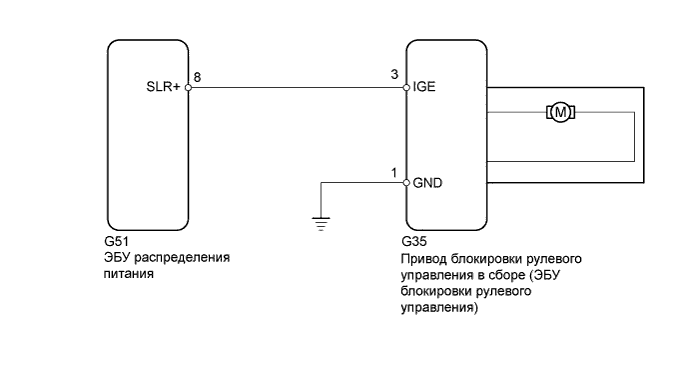 SLR+
8
3
IGE
M
1
GND
G51
ЭБУ распределения
питания
G35
Привод блокировки рулевого
управления в сборе (ЭБУ
блокировки рулевого
управления)